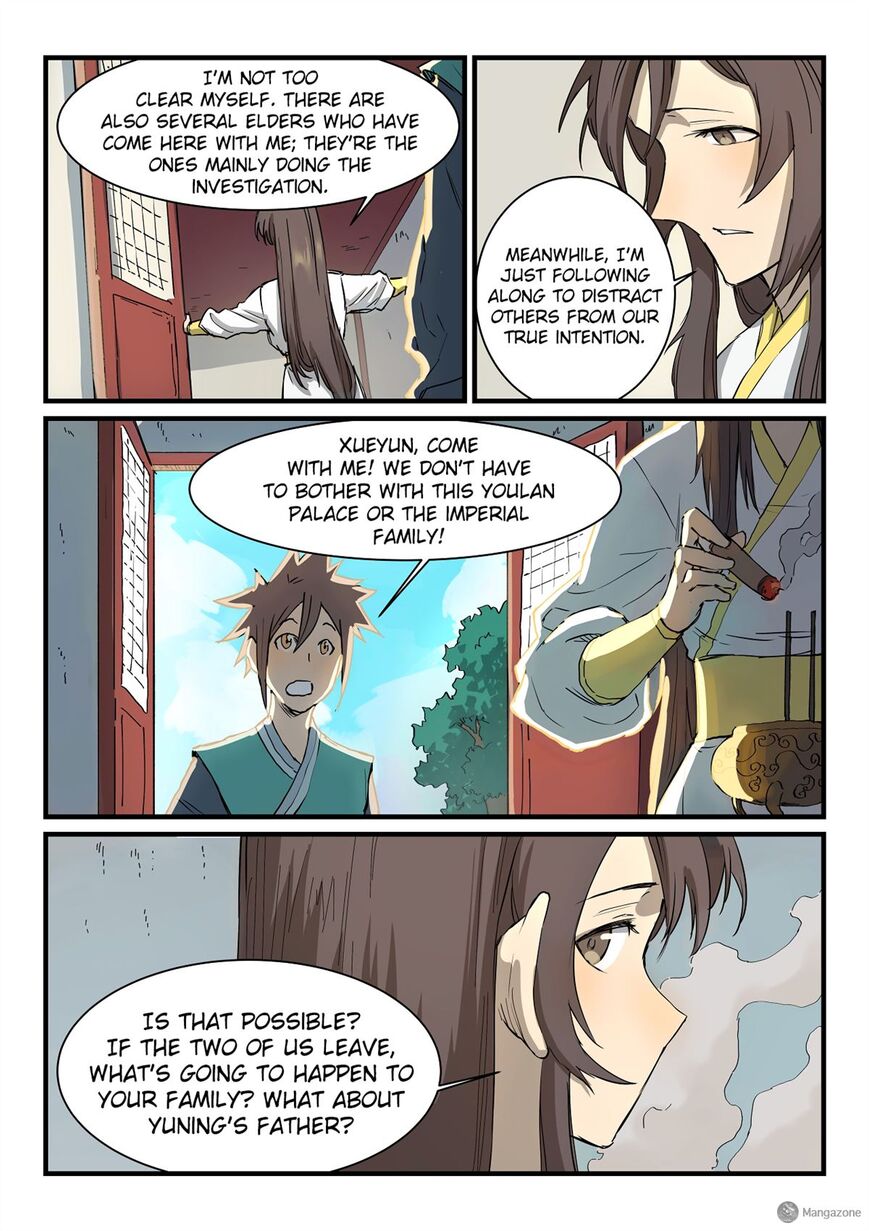 I'M NOT TOO
CLEAR MYSELF. THERE ARE
ALSO SEVERAL ELDERS WHO HAVE
COME HERE WITH ME; THEY'RE THE
ONES MAINLY DOING THE
INVESTIGATION.
MEANWHILE, I'M
JUST FOLLOWING
ALONG TO DISTRACT
OTHERS FROM OUR
TRUE INTENTION.
XUEYUN, COME
WITH ME! WE DON'T HAVE
TO BOTHER WITH THIS YOULAN
PALACE OR THE IMPERIAL
FAMILY!
IS THAT POSSIBLE?
IF THE TWO OF US LEAVE,
WHAT'S GOING TO HAPPEN TO
YOUR FAMILY? WHAT ABOUT
YUNING'S FATHER?
Mangazone